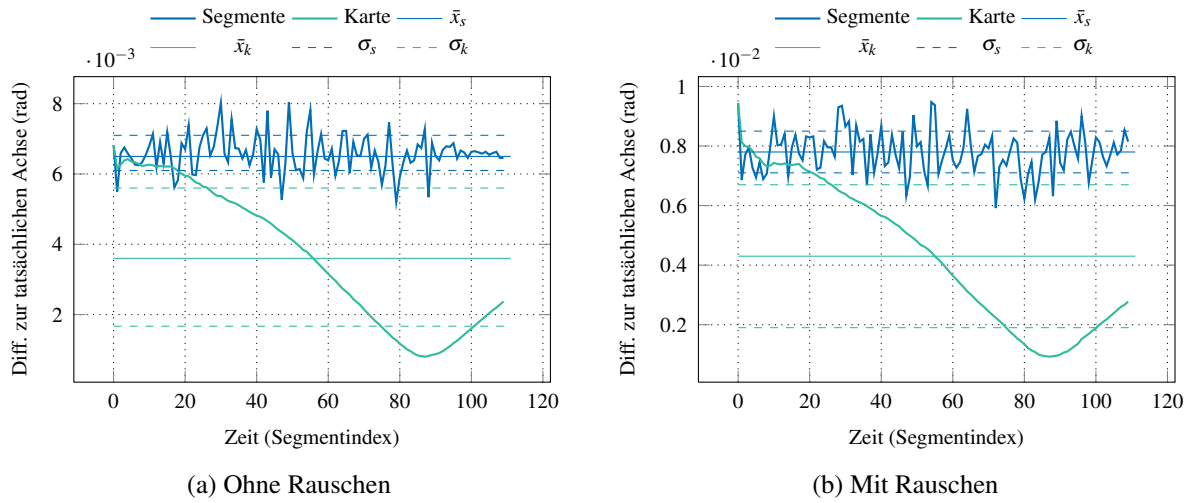 Segmente Karte x̄ₛ
x̄ₖ σₛ σₖ
·10⁻³
8
6
4
2
0 20 40 60 80 100 120
Diff. zur tatsächlichen Achse (rad)
Zeit (Segmentindex)
(a) Ohne Rauschen
Segmente Karte x̄ₛ
x̄ₖ σₛ σₖ
·10⁻²
1
0.8
0.6
0.4
0.2
0 20 40 60 80 100 120
Diff. zur tatsächlichen Achse (rad)
Zeit (Segmentindex)
(b) Mit Rauschen